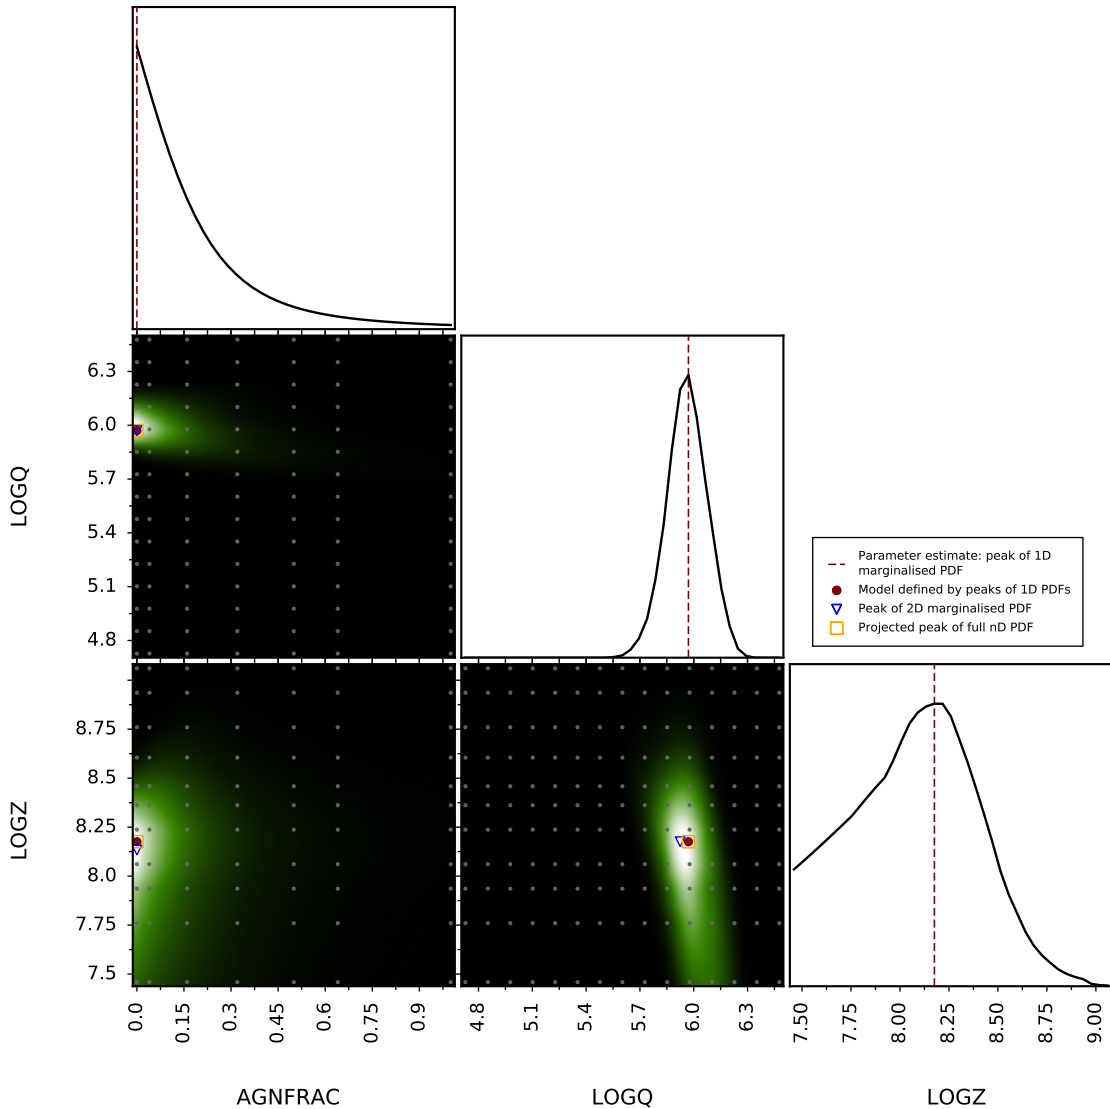 LOGQ
6.3
6.0
5.7
5.4
5.1
4.8
Parameter estimate: peak of 1D
marginalised PDF
Model defined by peaks of 1D PDFs
Peak of 2D marginalised PDF
Projected peak of full nD PDF
LOGZ
8.75
8.5
8.25
8.0
7.75
7.5
0.0 0.15 0.3 0.45 0.6 0.75 0.9
4.8 5.1 5.4 5.7 6.0 6.3
7.50 7.75 8.00 8.25 8.50 8.75 9.00
AGNFRAC LOGQ LOGZ